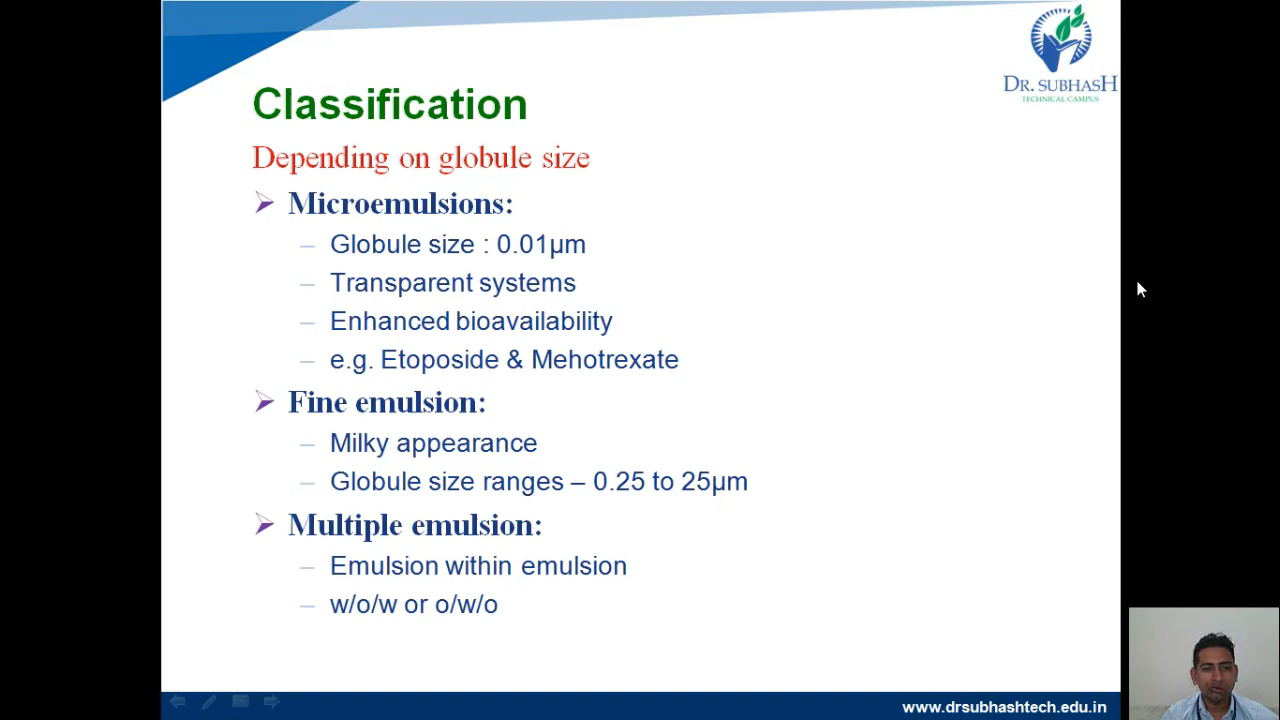 DR. SUBHASH
TECHNICAL CAMPUS
Classification
Depending on globule size
Microemulsions:
– Globule size : 0.01µm
– Transparent systems
– Enhanced bioavailability
– e.g. Etoposide & Mehotrexate
Fine emulsion:
– Milky appearance
– Globule size ranges – 0.25 to 25µm
Multiple emulsion:
– Emulsion within emulsion
– w/o/w or o/w/o
www.drsubhashtech.edu.in